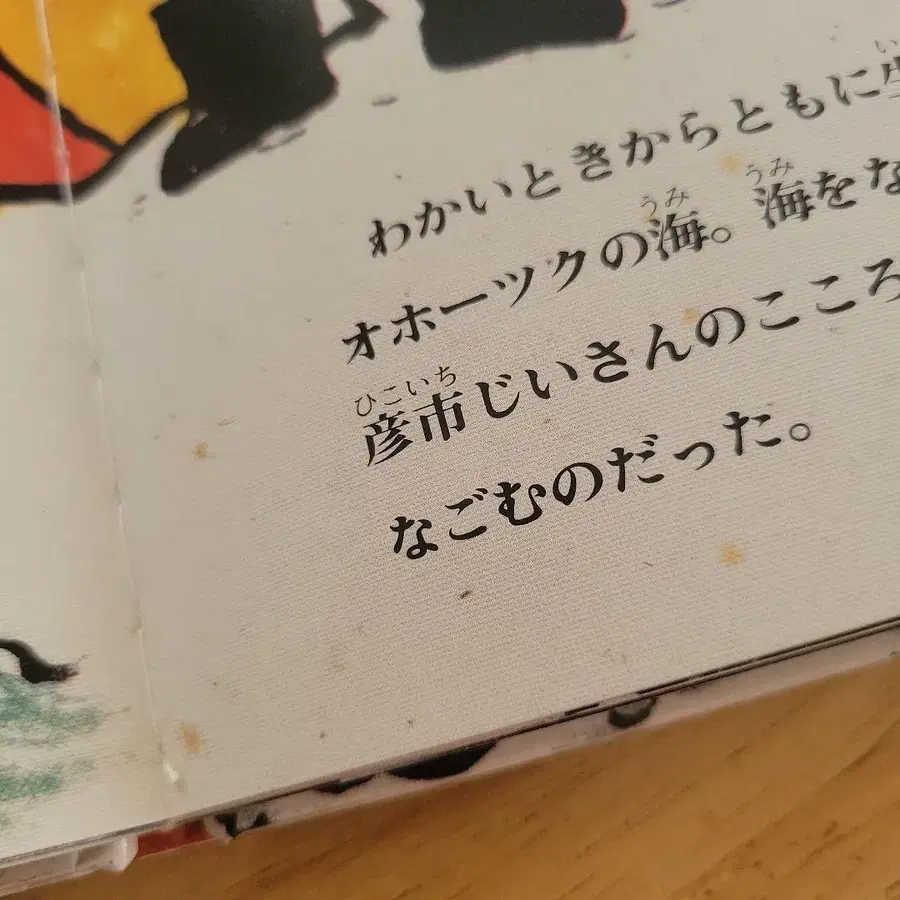 わかいときからともに生
オホーツクの海。海をな
彦市じいさんのこころ
なごむのだった。